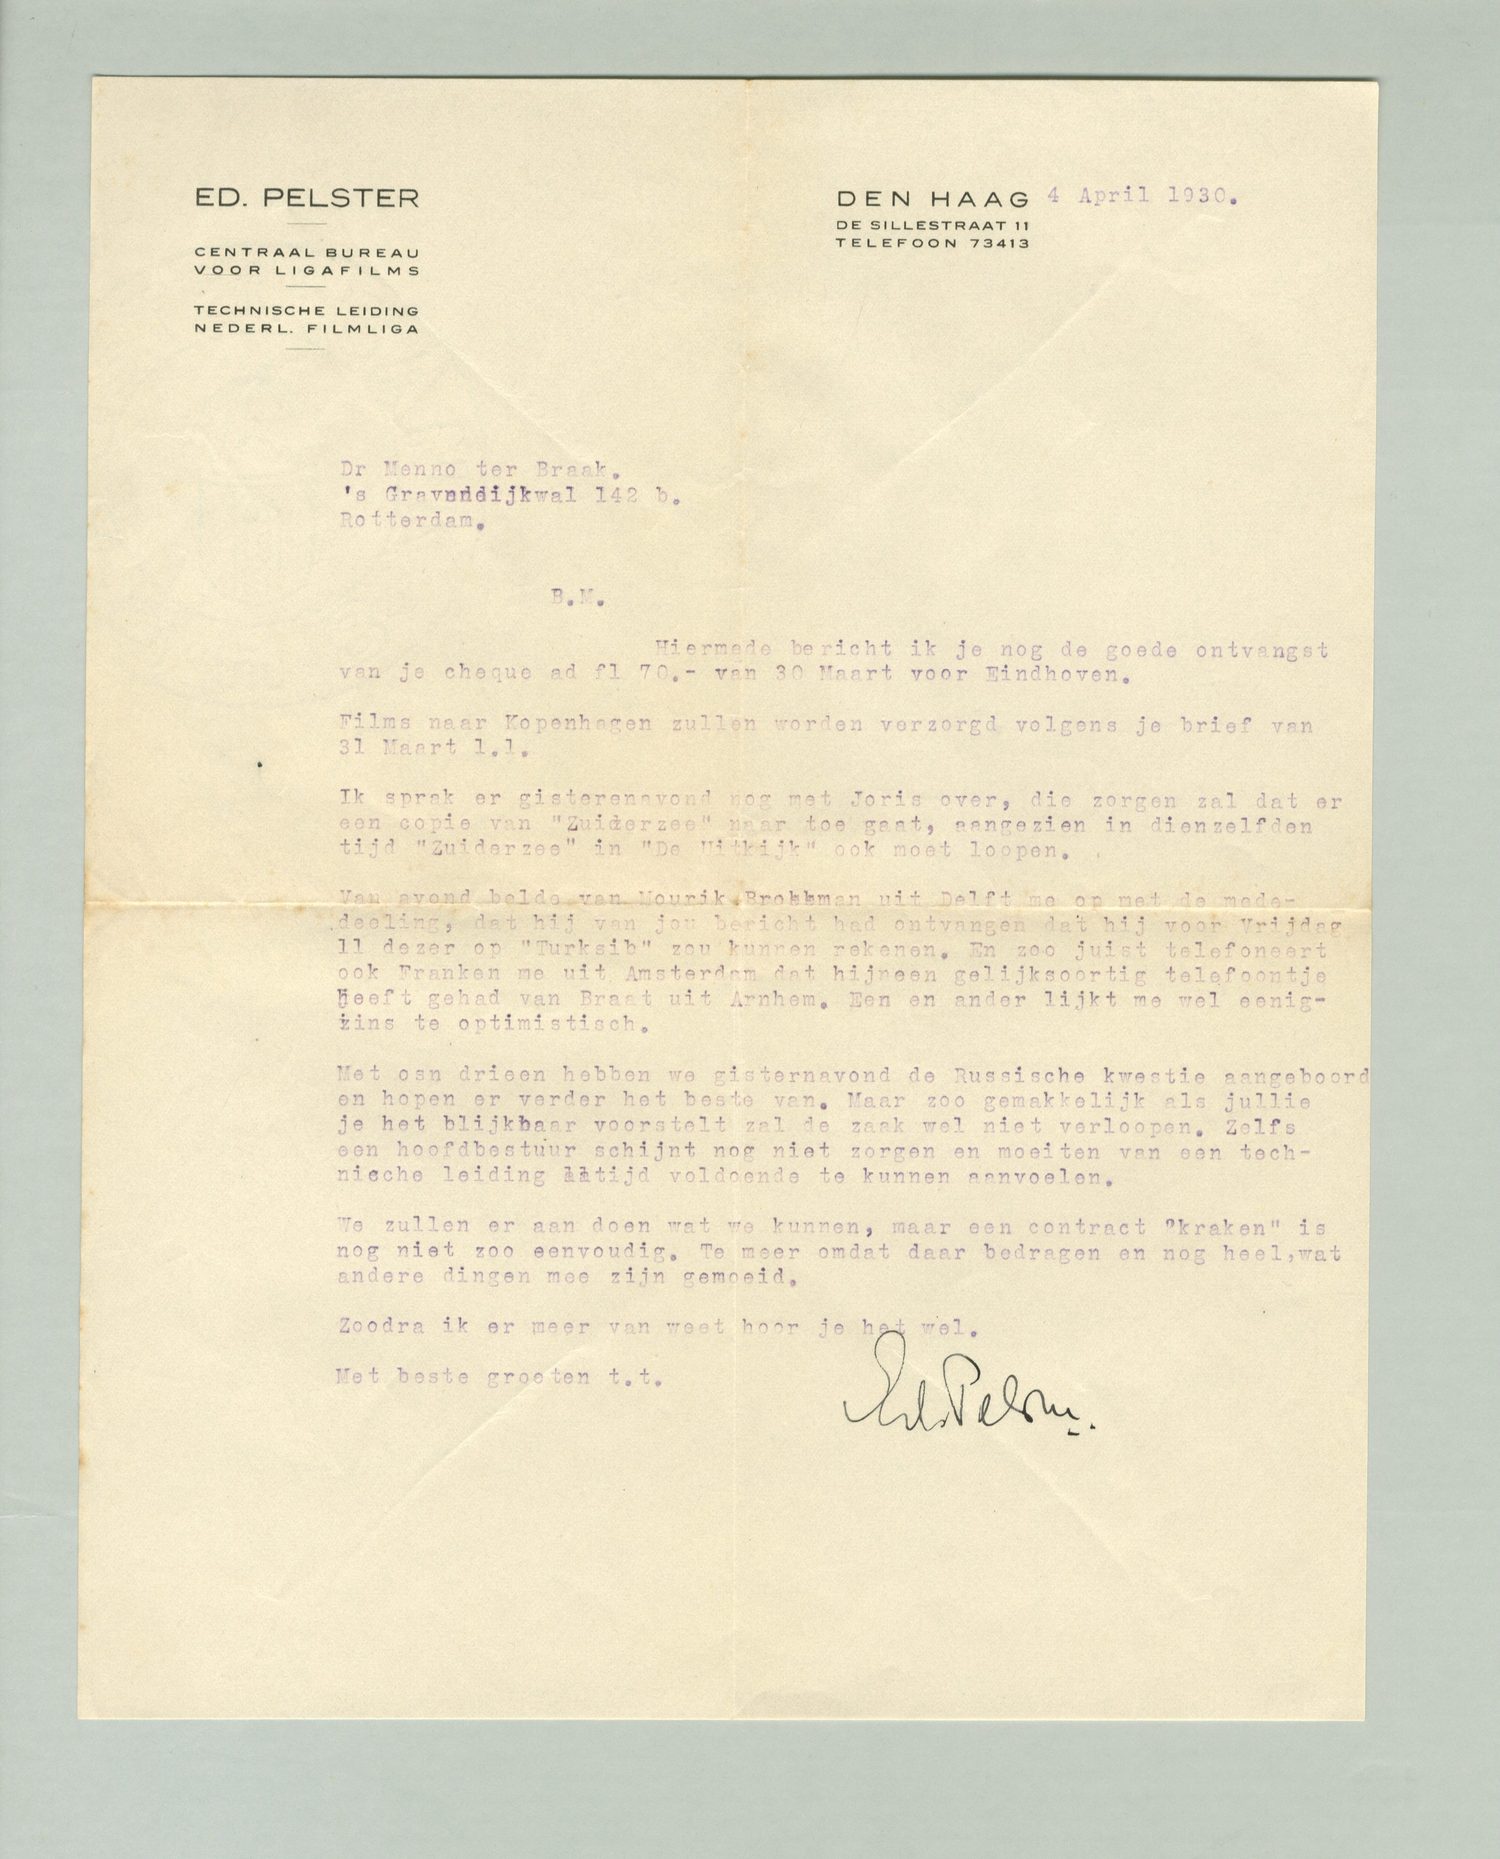 ED. PELSTER
CENTRAAL BUREAU
VOOR LIGAFILMS
TECHNISCHE LEIDING
NEDERL. FILMLIGA
DEN HAAG 4 April 1930.
DE SILLESTRAAT 11
TELEFOON 73413
Dr Menno ter Braak.
's Gravendijkwal 142 b.
Rotterdam.
B.M.
Hiermede bericht ik je nog de goede ontvangst
van je cheque ad fl 70.- van 30 Maart voor Eindhoven.
Films naar Kopenhagen zullen worden verzorgd volgens je brief van
31 Maart l.l.
Ik sprak er gisterenavond nog met Joris over, die zorgen zal dat er
een copie van "Zuiderzee" naar toe gaat, aangezien in dienzelfden
tijd "Zuiderzee" in "De Uitkijk" ook moet loopen.
Van avond belde van Mourik Broekman uit Delft me op met de mede-
deeling, dat hij van jou bericht had ontvangen dat hij voor Vrijdag
11 dezer op "Turksib" zou kunnen rekenen. En zoo juist telefoneert
ook Franken me uit Amsterdam dat hijneen gelijksoortig telefoontje
heeft gehad van Braat uit Arnhem. Een en ander lijkt me wel eenig-
zins te optimistisch.
Met osn drieen hebben we gisternavond de Russische kwestie aangeboord
en hopen er verder het beste van. Maar zoo gemakkelijk als jullie
je het blijkbaar voorstelt zal de zaak wel niet verloopen. Zelfs
een hoofdbestuur schijnt nog niet zorgen en moeiten van een tech-
nische leiding altijd voldoende te kunnen aanvoelen.
We zullen er aan doen wat we kunnen, maar een contract "kraken" is
nog niet zoo eenvoudig. Te meer omdat daar bedragen en nog heel,wat
andere dingen mee zijn gemoeid.
Zoodra ik er meer van weet hoor je het wel.
Met beste groeten t.t.
Ed. Pelster.